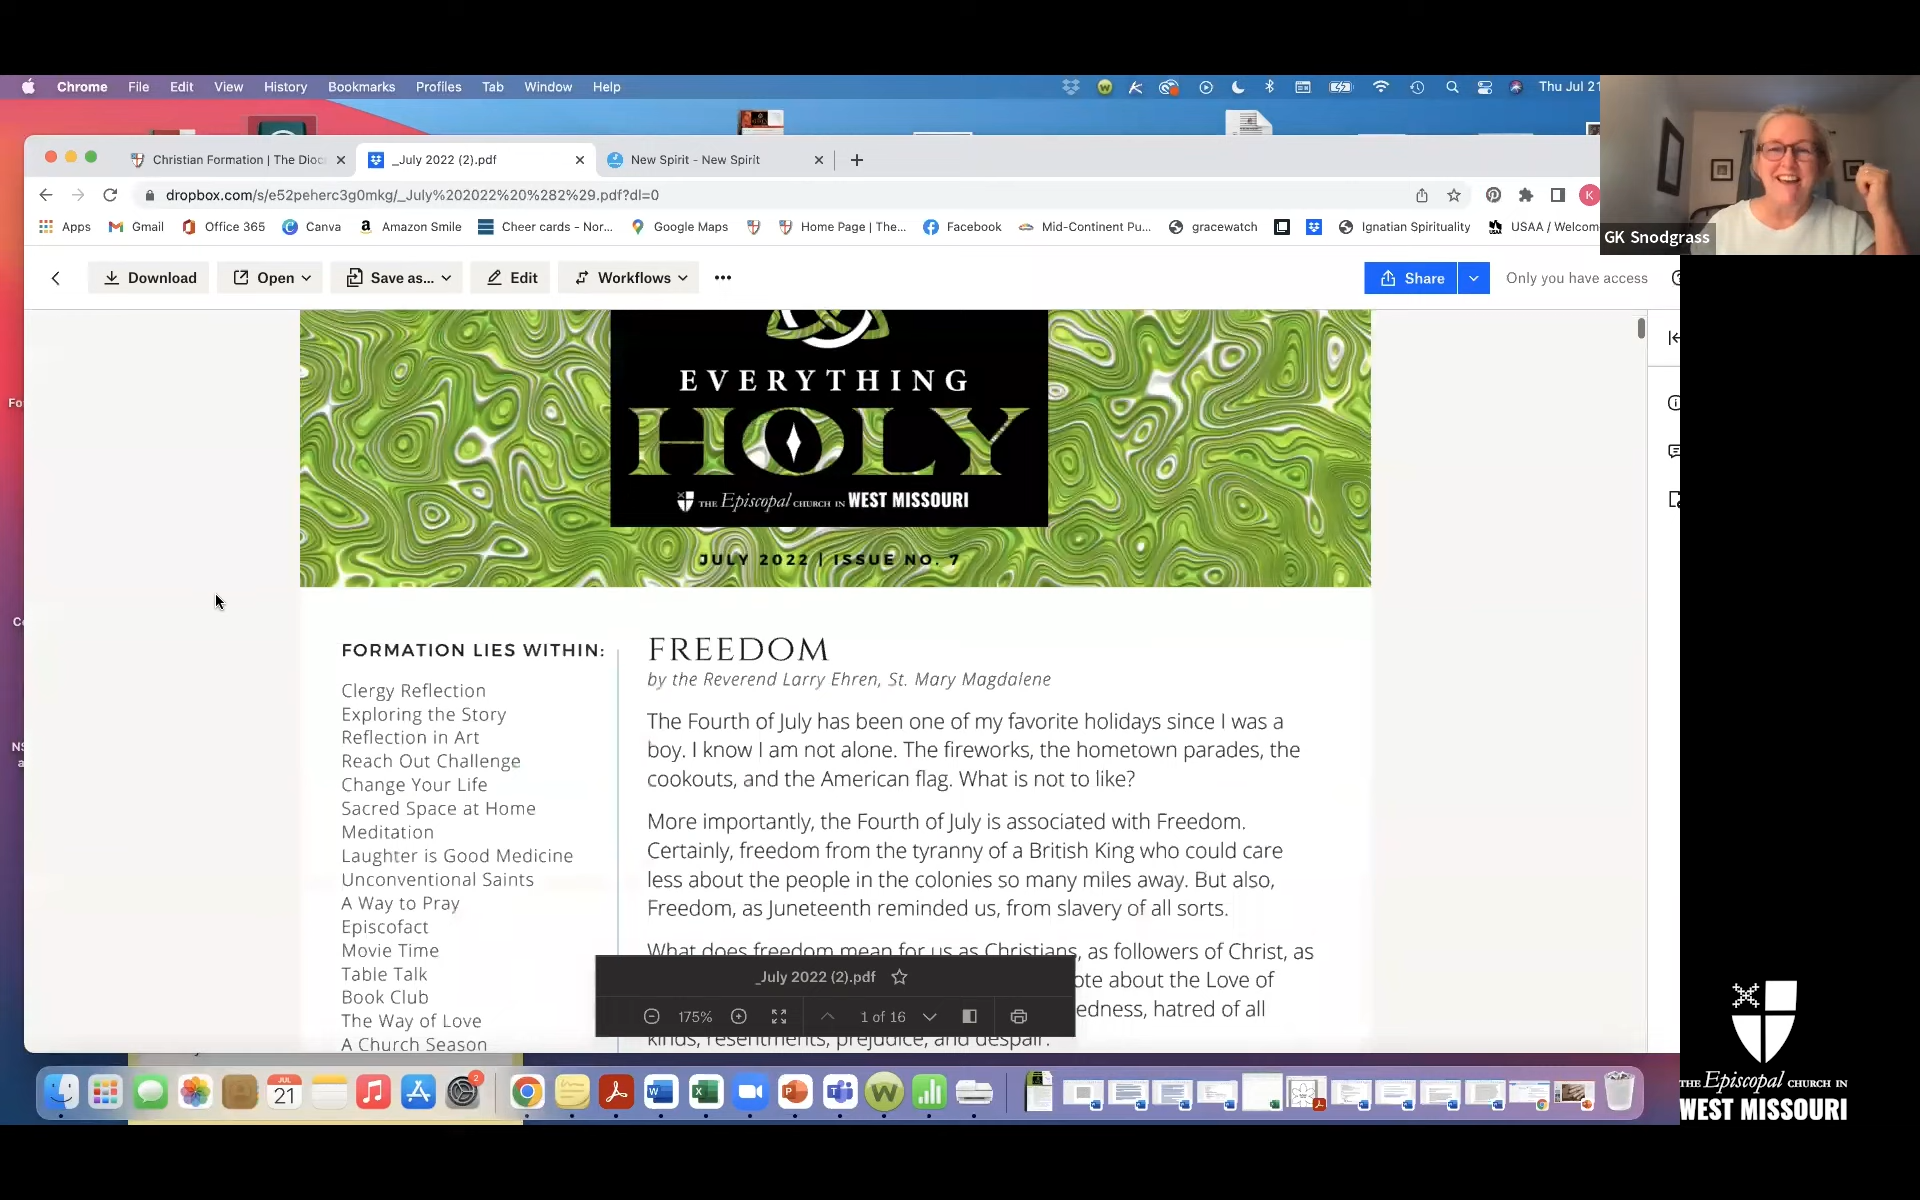 Chrome File Edit View History Bookmarks Profiles Tab Window Help Thu Jul 21
Christian Formation | The Dioc _July 2022 (2).pdf New Spirit - New Spirit
dropbox.com/s/e52peherc3g0mkg/_July%202022%20%282%29.pdf?dl=0
K
Apps Gmail Office 365 Canva Amazon Smile Cheer cards - Nor... Google Maps Home Page | The... Facebook Mid-Continent Pu... gracewatch Ignatian Spirituality USAA / Welcom
GK Snodgrass
Download Open Save as... Edit Workflows Share Only you have access
EVERYTHING
HOLY
THE Episcopal CHURCH IN WEST MISSOURI
JULY 2022 | ISSUE NO. 7
FORMATION LIES WITHIN:
Clergy Reflection
Exploring the Story
Reflection in Art
Reach Out Challenge
Change Your Life
Sacred Space at Home
Meditation
Laughter is Good Medicine
Unconventional Saints
A Way to Pray
Episcofact
Movie Time
Table Talk
Book Club
The Way of Love
A Church Season
FREEDOM
by the Reverend Larry Ehren, St. Mary Magdalene
The Fourth of July has been one of my favorite holidays since I was a
boy. I know I am not alone. The fireworks, the hometown parades, the
cookouts, and the American flag. What is not to like?
More importantly, the Fourth of July is associated with Freedom.
Certainly, freedom from the tyranny of a British King who could care
less about the people in the colonies so many miles away. But also,
Freedom, as Juneteenth reminded us, from slavery of all sorts.
What does freedom mean for us as Christians, as followers of Christ, as
ote about the Love of
edness, hatred of all
kinds, resentments, prejudice, and despair.
_July 2022 (2).pdf
175% 1 of 16
JUL
21
2
THE Episcopal CHURCH IN
WEST MISSOURI